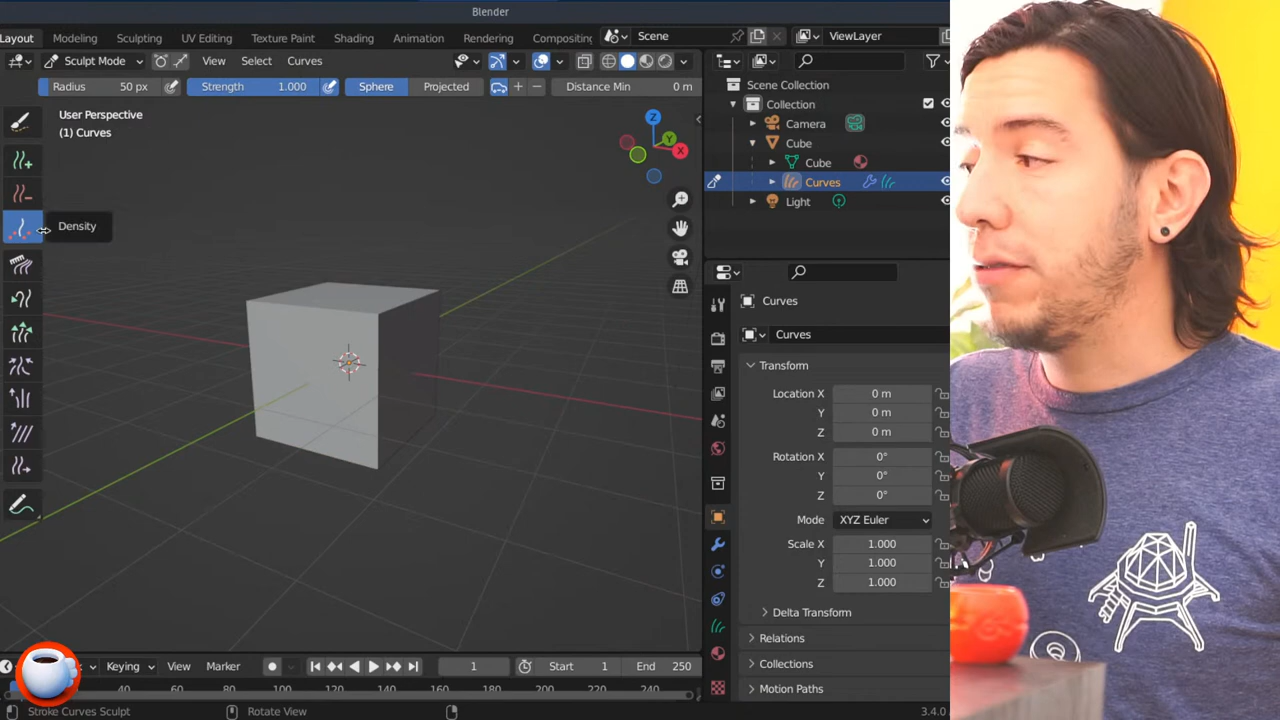 Blender
Layout Modeling Sculpting UV Editing Texture Paint Shading Animation Rendering Compositing Scene ViewLayer
Sculpt Mode View Select Curves
Radius 50 px Strength 1.000 Sphere Projected Distance Min 0 m
User Perspective
(1) Curves
Z
Y
X
Density
Scene Collection
Collection
Camera
Cube
Cube
Curves
Light
Curves
Curves
Transform
Location X 0 m
Y 0 m
Z 0 m
Rotation X 0°
Y 0°
Z 0°
Mode XYZ Euler
Scale X 1.000
Y 1.000
Z 1.000
Delta Transform
Relations
Collections
Motion Paths
Keying View Marker 1 Start 1 End 250
40 60 80 100 120 140 160 180 200 220 240
Stroke Curves Sculpt Rotate View 3.4.0